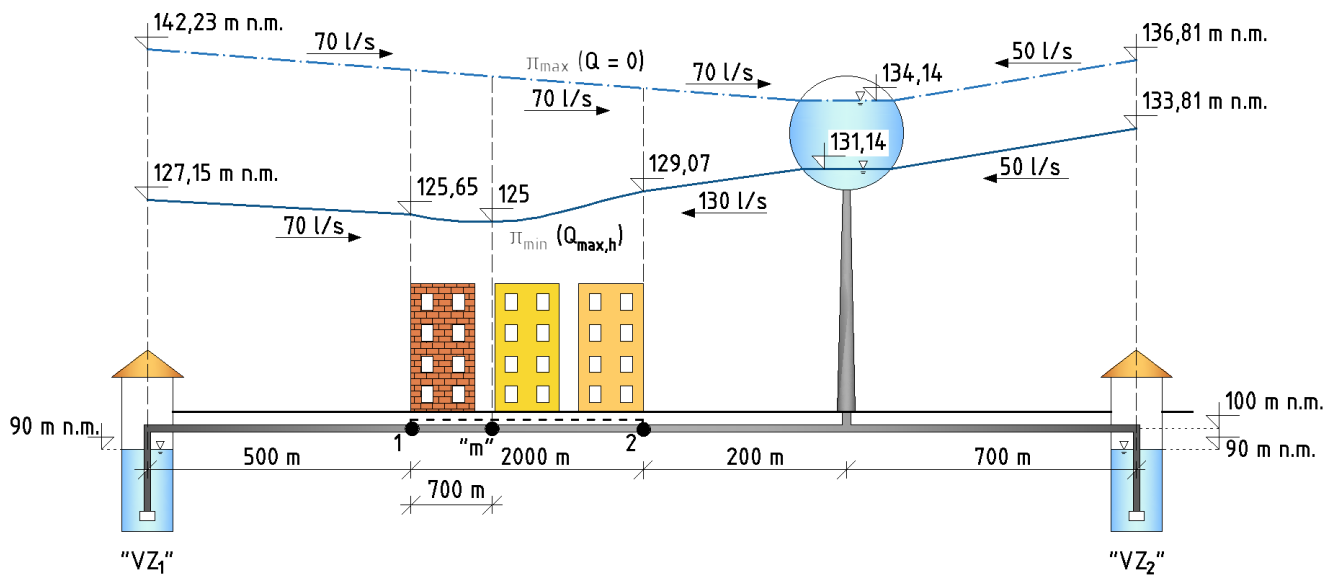 142,23 m n.m.
70 l/s
πmax (Q = 0)
70 l/s
70 l/s
134,14
50 l/s
136,81 m n.m.
133,81 m n.m.
127,15 m n.m.
125,65
125
129,07
131,14
50 l/s
70 l/s
130 l/s
πmin (Qmax,h)
90 m n.m.
100 m n.m.
90 m n.m.
1
"m"
2
500 m
2000 m
200 m
700 m
700 m
"VZ1"
"VZ2"